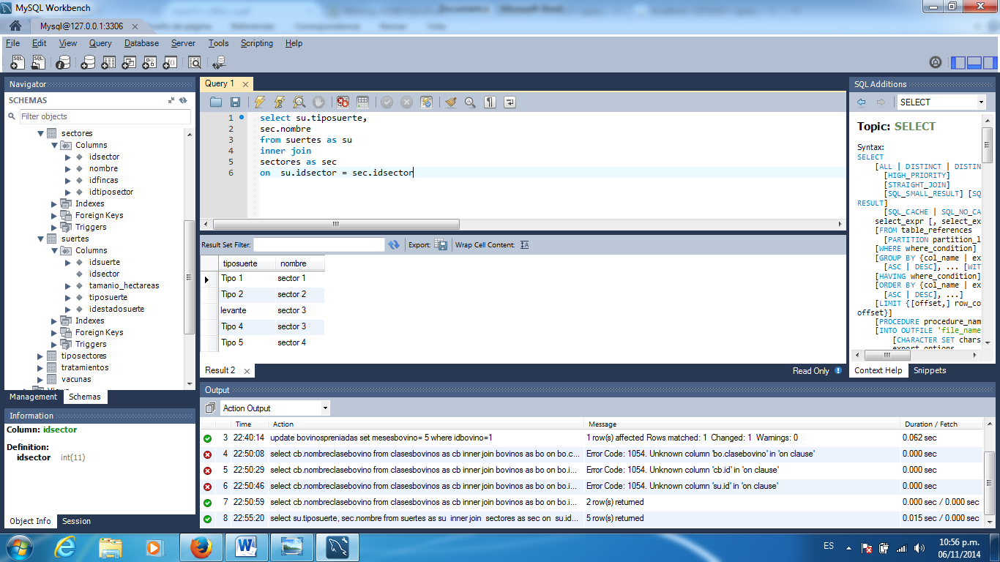 MySQL Workbench
Mysql@127.0.0.1:3306
File Edit View Query Database Server Tools Scripting Help
Navigator
SCHEMAS
Filter objects
sectores
Columns
idsector
nombre
idfincas
idtiposector
Indexes
Foreign Keys
Triggers
suertes
Columns
idsuerte
idsector
tamanio_hectareas
tiposuerte
idestadosuerte
Indexes
Foreign Keys
Triggers
tiposectores
tratamientos
vacunas
Management Schemas
Information
Column: idsector
Definition:
idsector int(11)
Object Info Session
Query 1
1 select su.tiposuerte,
2 sec.nombre
3 from suertes as su
4 inner join
5 sectores as sec
6 on su.idsector = sec.idsector
Result Set Filter: Export: Wrap Cell Content:
tiposuerte nombre
Tipo 1 sector 1
Tipo 2 sector 2
levante sector 3
Tipo 4 sector 3
Tipo 5 sector 4
Result 2 Read Only
SQL Additions
SELECT
Topic: SELECT
Syntax:
SELECT
[ALL | DISTINCT | DISTIN
[HIGH_PRIORITY]
[STRAIGHT_JOIN]
[SQL_SMALL_RESULT] [SQ
RESULT]
[SQL_CACHE | SQL_NO_CA
select_expr [, select_ex
[FROM table_references
[PARTITION partition_l
[WHERE where_condition]
[GROUP BY {col_name | ex
[ASC | DESC], ... [WIT
[HAVING where_condition]
[ORDER BY {col_name | ex
[ASC | DESC], ...]
[LIMIT {[offset,] row_co
offset}]
[PROCEDURE procedure_nam
[INTO OUTFILE 'file_name
[CHARACTER SET chars
export_options
Context Help Snippets
Output
Action Output
Time Action Message Duration / Fetch
3 22:40:14 update bovinospreniadas set mesesbovino= 5 where idbovino=1 1 row(s) affected Rows matched: 1 Changed: 1 Warnings: 0 0.062 sec
4 22:50:08 select cb.nombreclasebovino from clasesbovinos as cb inner join bovinos as bo on bo.c... Error Code: 1054. Unknown column 'bo.clasebovino' in 'on clause' 0.000 sec
5 22:50:29 select cb.nombreclasebovino from clasesbovinos as cb inner join bovinos as bo on bo.i... Error Code: 1054. Unknown column 'cb.id' in 'on clause' 0.000 sec
6 22:50:46 select cb.nombreclasebovino from clasesbovinos as cb inner join bovinos as bo on bo.i... Error Code: 1054. Unknown column 'su.id' in 'on clause' 0.000 sec
7 22:50:59 select cb.nombreclasebovino from clasesbovinos as cb inner join bovinos as bo on bo.i... 2 row(s) returned 0.000 sec / 0.000 sec
8 22:55:20 select su.tiposuerte, sec.nombre from suertes as su inner join sectores as sec on su.id... 5 row(s) returned 0.015 sec / 0.000 sec
ES
10:56 p.m.
06/11/2014